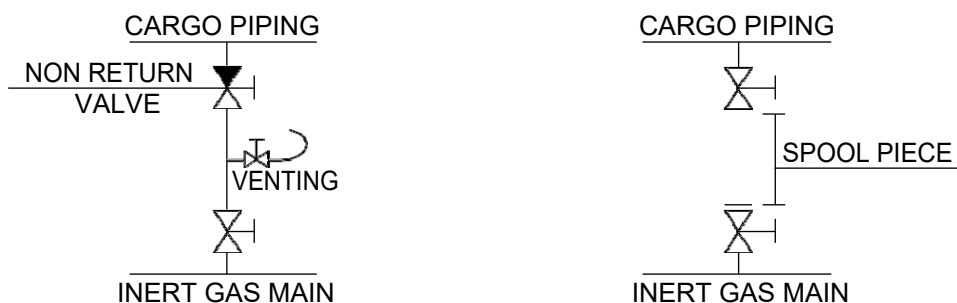 CARGO PIPING
NON RETURN
VALVE
VENTING
INERT GAS MAIN
CARGO PIPING
SPOOL PIECE
INERT GAS MAIN